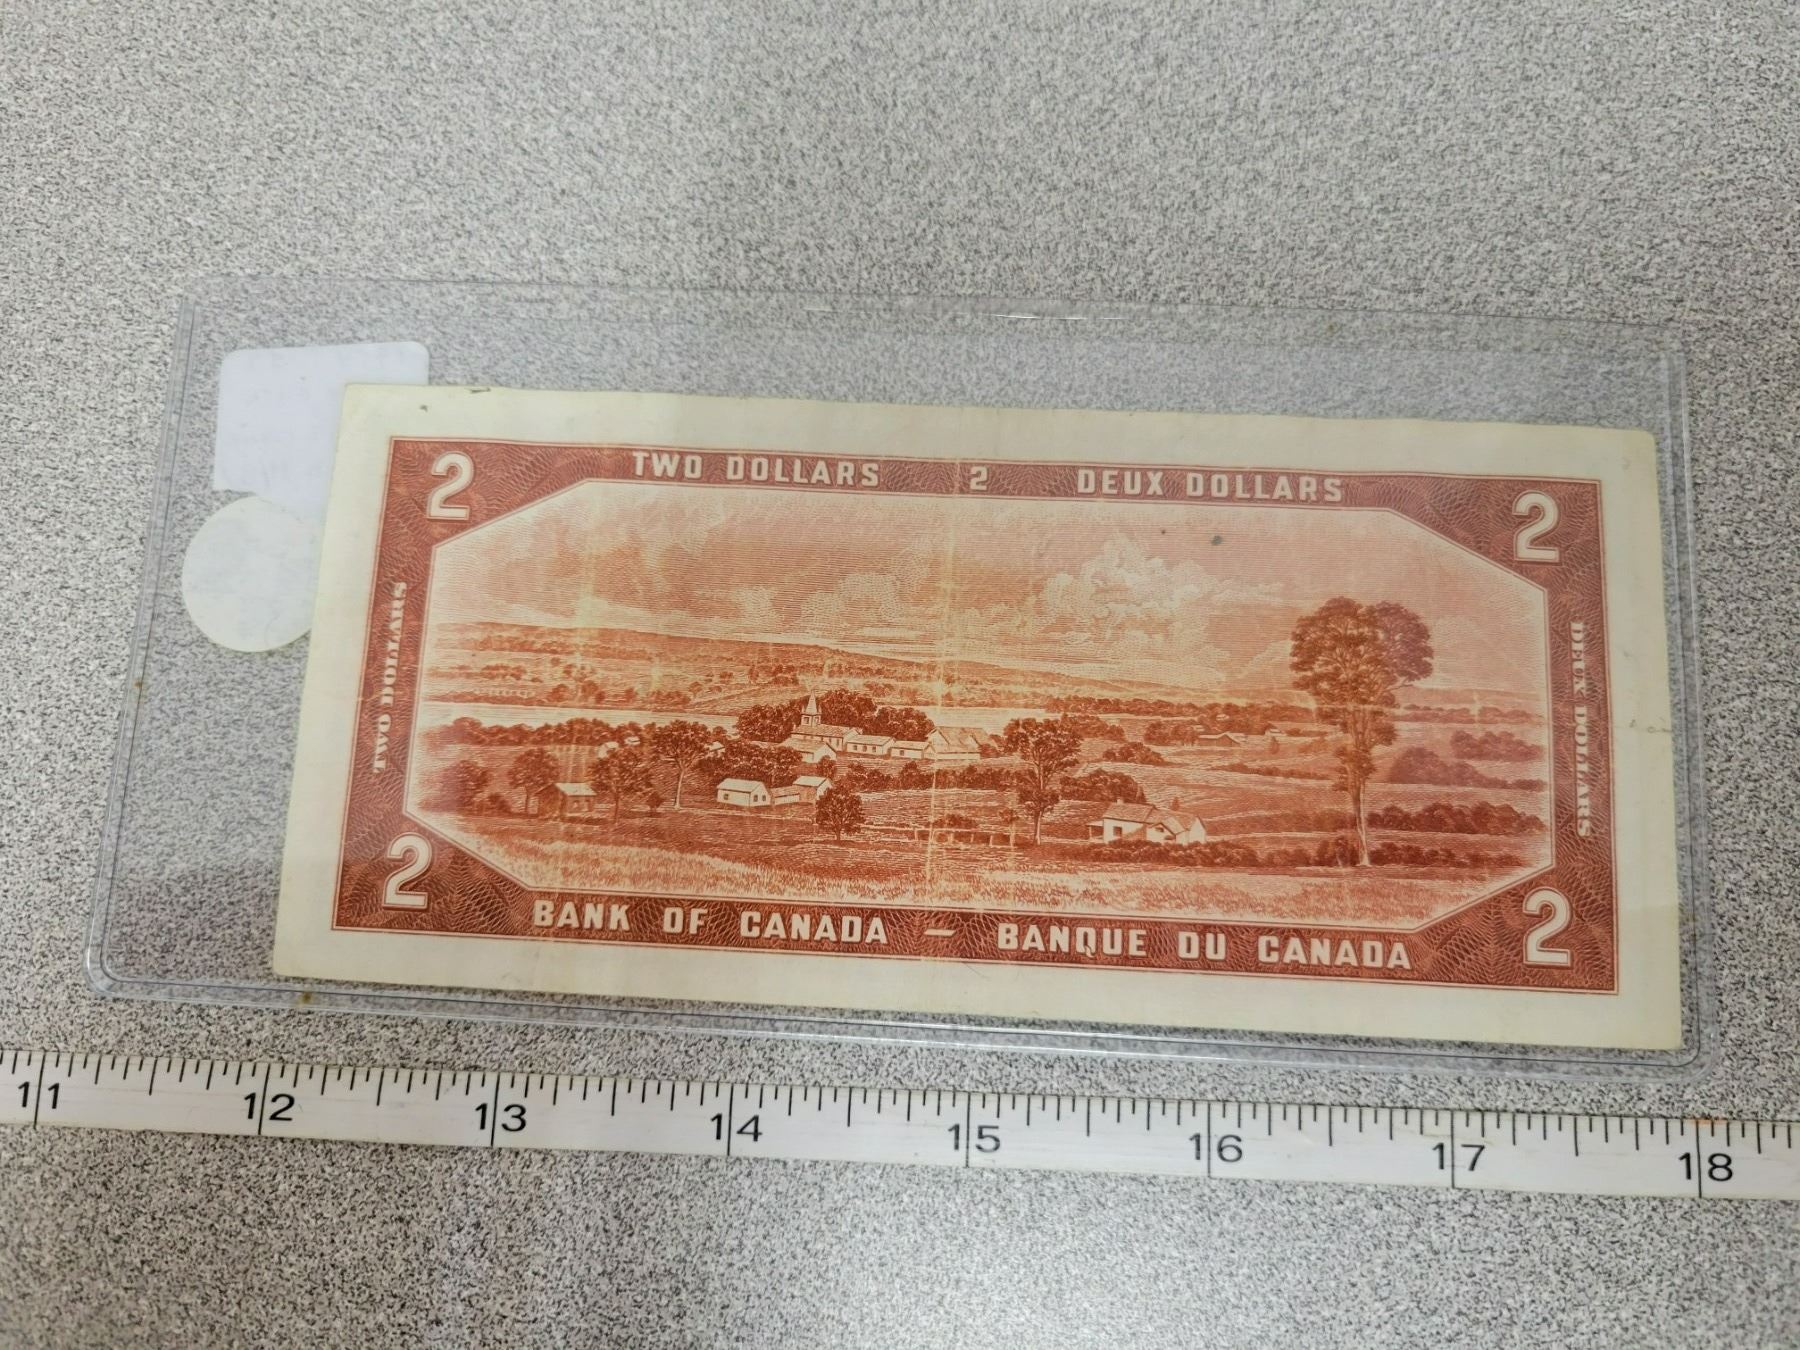 2 TWO DOLLARS 2 DEUX DOLLARS 2
TWO DOLLARS
DEUX DOLLARS
2 BANK OF CANADA – BANQUE DU CANADA 2
11 12 13 14 15 16 17 18